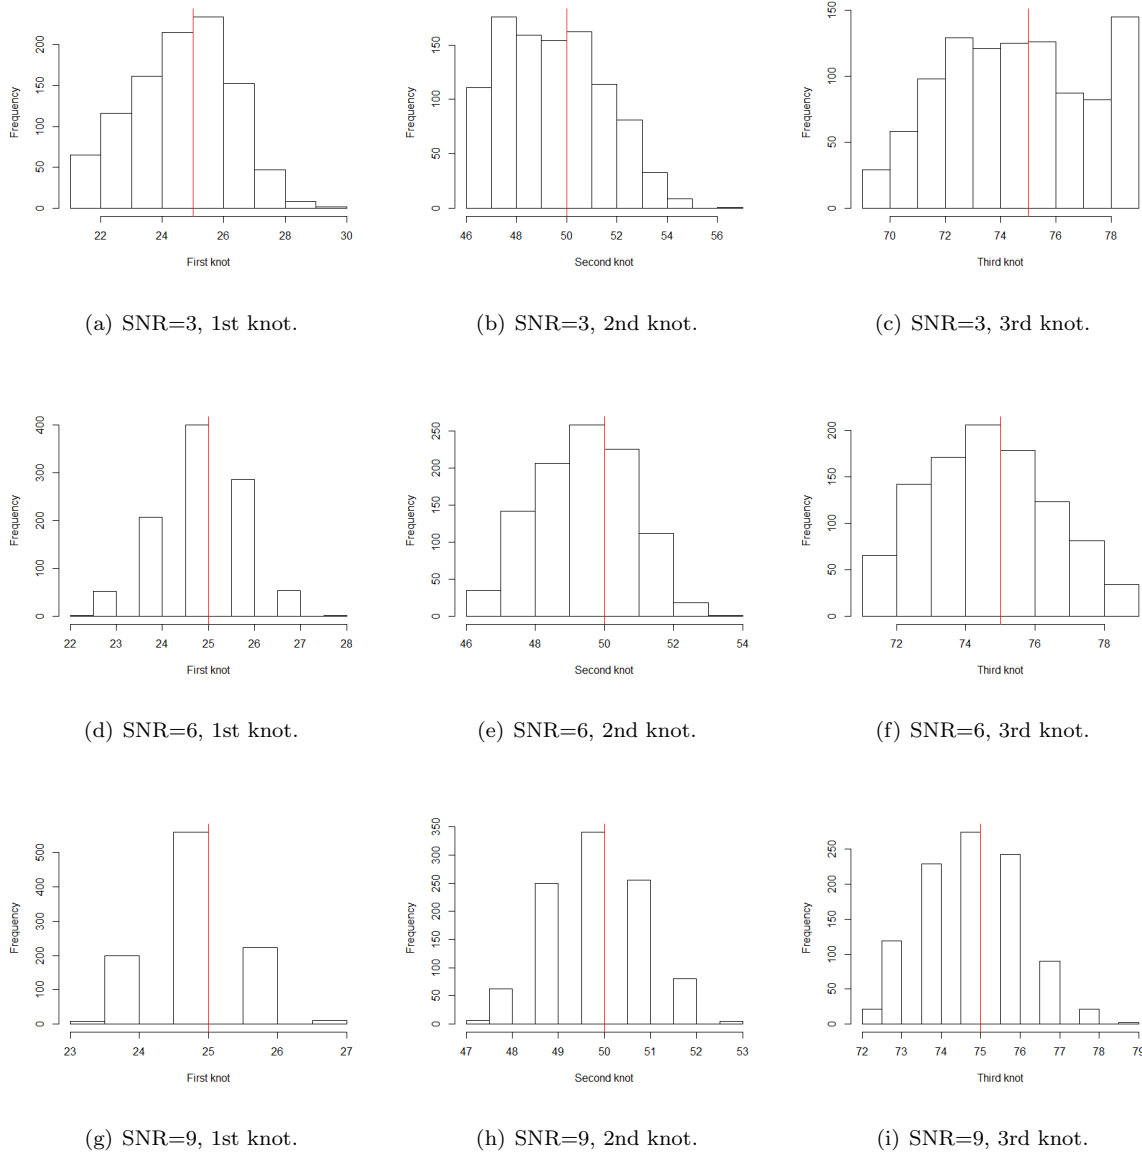 Frequency
0 50 100 150 200
22 24 26 28 30
First knot
(a) SNR=3, 1st knot.
Frequency
0 50 100 150
46 48 50 52 54 56
Second knot
(b) SNR=3, 2nd knot.
Frequency
0 50 100 150
70 72 74 76 78
Third knot
(c) SNR=3, 3rd knot.
Frequency
0 100 200 300 400
22 23 24 25 26 27 28
First knot
(d) SNR=6, 1st knot.
Frequency
0 50 100 150 200 250
46 48 50 52 54
Second knot
(e) SNR=6, 2nd knot.
Frequency
0 50 100 150 200
72 74 76 78
Third knot
(f) SNR=6, 3rd knot.
Frequency
0 100 200 300 400 500
23 24 25 26 27
First knot
(g) SNR=9, 1st knot.
Frequency
0 50 100 150 200 250 300 350
47 48 49 50 51 52 53
Second knot
(h) SNR=9, 2nd knot.
Frequency
0 50 100 150 200 250
72 73 74 75 76 77 78 79
Third knot
(i) SNR=9, 3rd knot.